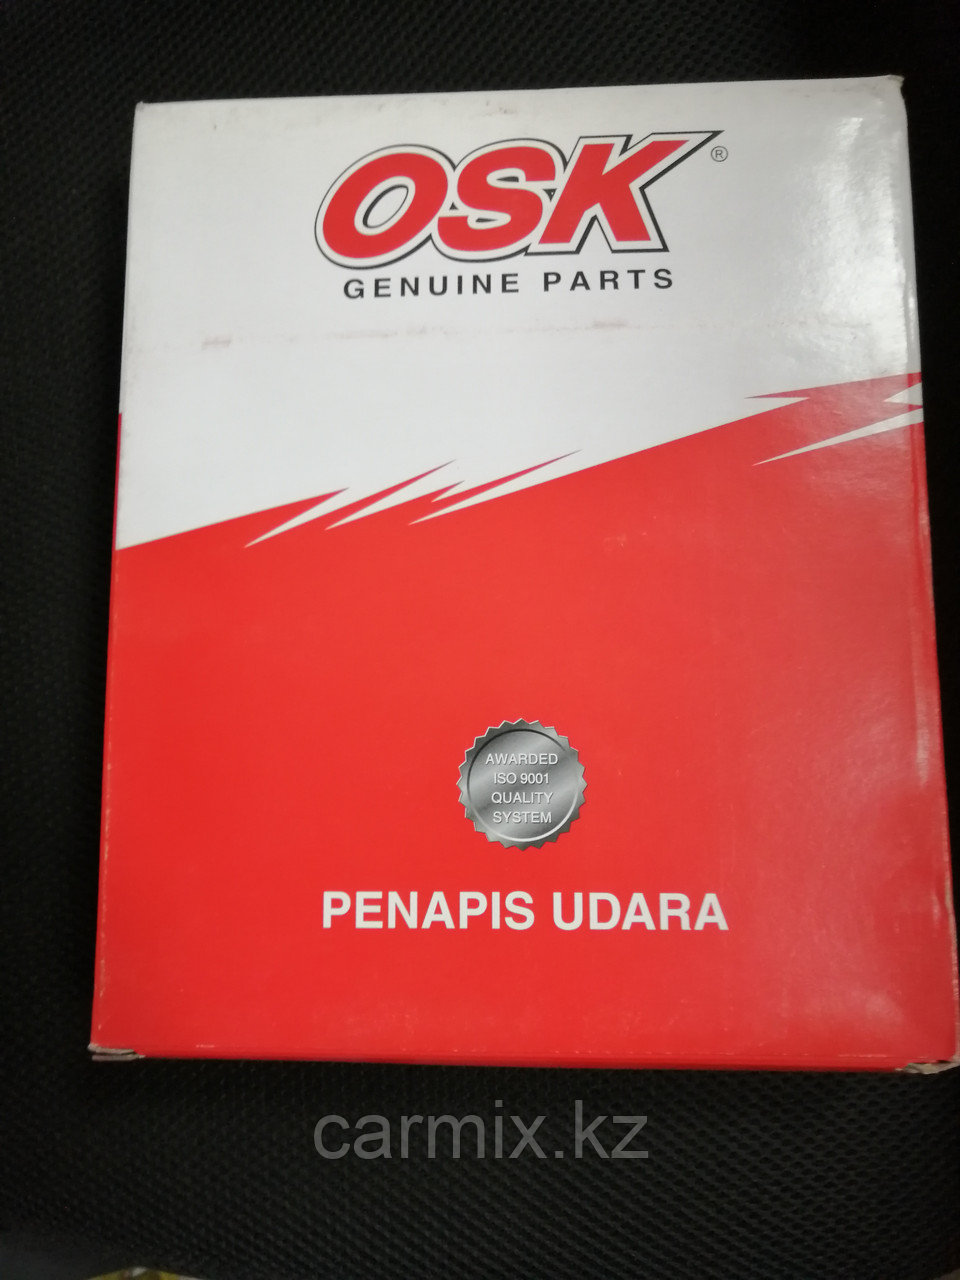 OSK®
GENUINE PARTS
AWARDED
ISO 9001
QUALITY
SYSTEM
PENAPIS UDARA
carmix.kz